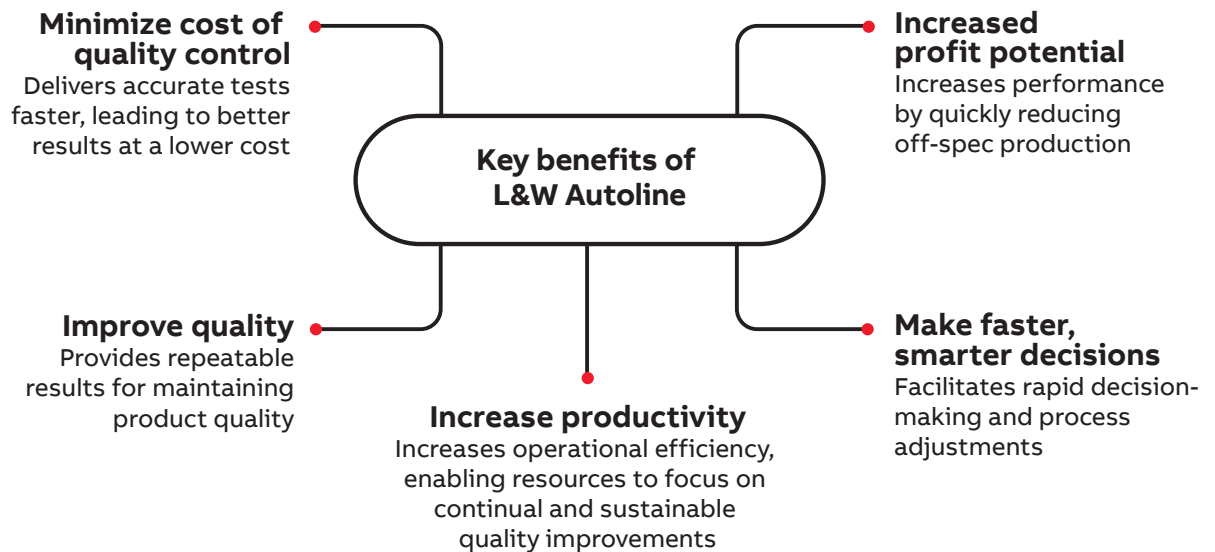 Minimize cost of
quality control
Delivers accurate tests
faster, leading to better
results at a lower cost
Increased
profit potential
Increases performance
by quickly reducing
off-spec production
Key benefits of
L&W Autoline
Improve quality
Provides repeatable
results for maintaining
product quality
Increase productivity
Increases operational efficiency,
enabling resources to focus on
continual and sustainable
quality improvements
Make faster,
smarter decisions
Facilitates rapid decision-
making and process
adjustments